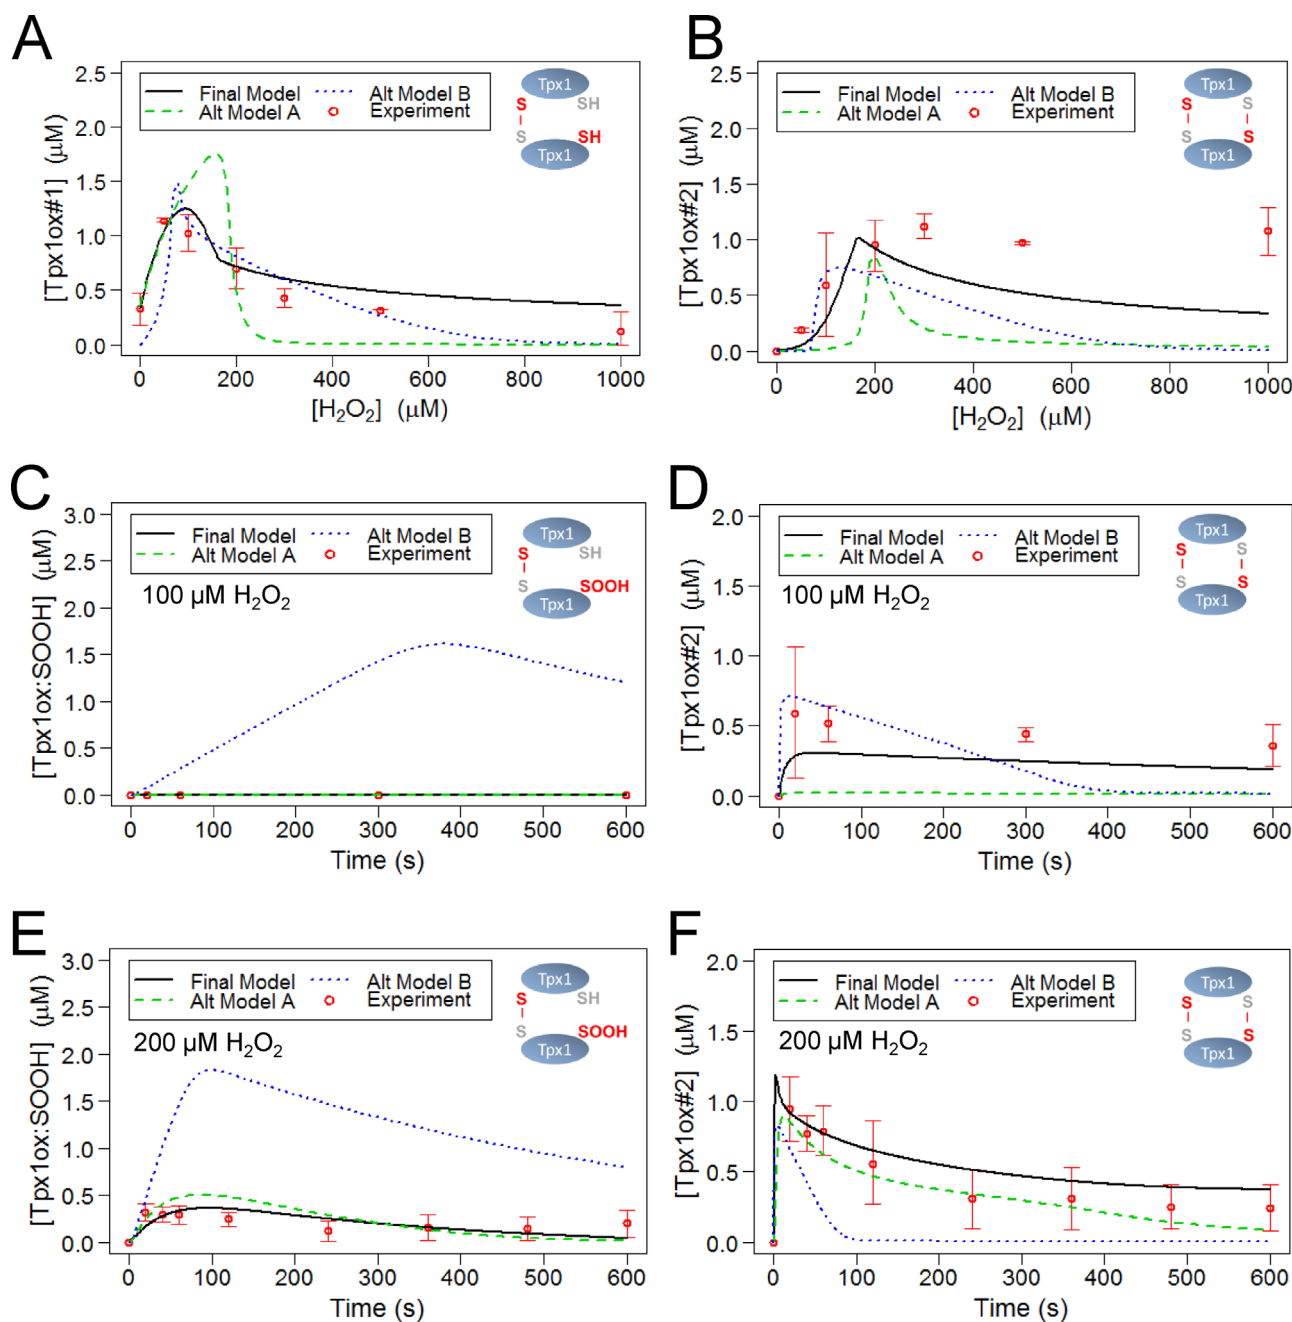 A
[Tpx1ox#1] (µM)
2.5
2.0
1.5
1.0
0.5
0.0
Final Model
Alt Model A
Alt Model B
Experiment
Tpx1
S
SH
S
SH
Tpx1
0
200
400
600
800
1000
[H₂O₂] (µM)
B
[Tpx1ox#2] (µM)
2.5
2.0
1.5
1.0
0.5
0.0
Final Model
Alt Model A
Alt Model B
Experiment
Tpx1
S
S
S
S
Tpx1
0
200
400
600
800
1000
[H₂O₂] (µM)
C
[Tpx1ox:SOOH] (µM)
3.0
2.5
2.0
1.5
1.0
0.5
0.0
Final Model
Alt Model A
Alt Model B
Experiment
100 µM H₂O₂
Tpx1
S
SH
S
SOOH
Tpx1
0
100
200
300
400
500
600
Time (s)
D
[Tpx1ox#2] (µM)
2.0
1.5
1.0
0.5
0.0
Final Model
Alt Model A
Alt Model B
Experiment
100 µM H₂O₂
Tpx1
S
S
S
S
Tpx1
0
100
200
300
400
500
600
Time (s)
E
[Tpx1ox:SOOH] (µM)
3.0
2.5
2.0
1.5
1.0
0.5
0.0
Final Model
Alt Model A
Alt Model B
Experiment
200 µM H₂O₂
Tpx1
S
SH
S
SOOH
Tpx1
0
100
200
300
400
500
600
Time (s)
F
[Tpx1ox#2] (µM)
2.0
1.5
1.0
0.5
0.0
Final Model
Alt Model A
Alt Model B
Experiment
200 µM H₂O₂
Tpx1
S
S
S
S
Tpx1
0
100
200
300
400
500
600
Time (s)